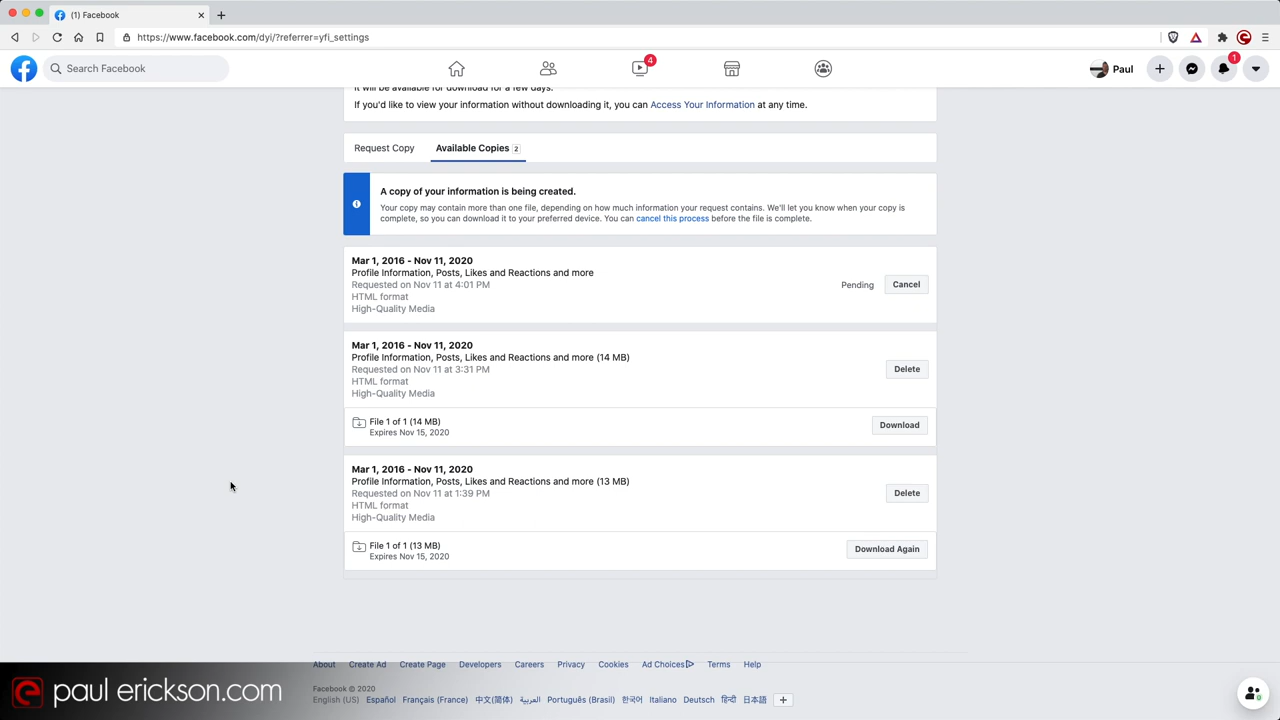 (1) Facebook
https://www.facebook.com/dyi/?referrer=yfi_settings
Search Facebook
4
Paul
1
It will be available for download for a few days.
If you'd like to view your information without downloading it, you can Access Your Information at any time.
Request Copy
Available Copies 2
A copy of your information is being created.
Your copy may contain more than one file, depending on how much information your request contains. We'll let you know when your copy is
complete, so you can download it to your preferred device. You can cancel this process before the file is complete.
Mar 1, 2016 - Nov 11, 2020
Profile Information, Posts, Likes and Reactions and more
Requested on Nov 11 at 4:01 PM
HTML format
High-Quality Media
Pending
Cancel
Mar 1, 2016 - Nov 11, 2020
Profile Information, Posts, Likes and Reactions and more (14 MB)
Requested on Nov 11 at 3:31 PM
HTML format
High-Quality Media
Delete
File 1 of 1 (14 MB)
Expires Nov 15, 2020
Download
Mar 1, 2016 - Nov 11, 2020
Profile Information, Posts, Likes and Reactions and more (13 MB)
Requested on Nov 11 at 1:39 PM
HTML format
High-Quality Media
Delete
File 1 of 1 (13 MB)
Expires Nov 15, 2020
Download Again
About Create Ad Create Page Developers Careers Privacy Cookies Ad Choices Terms Help
Facebook © 2020
English (US) Español Français (France) 中文(简体) العربية Português (Brasil) 한국어 Italiano Deutsch हिन्दी 日本語
paul erickson.com